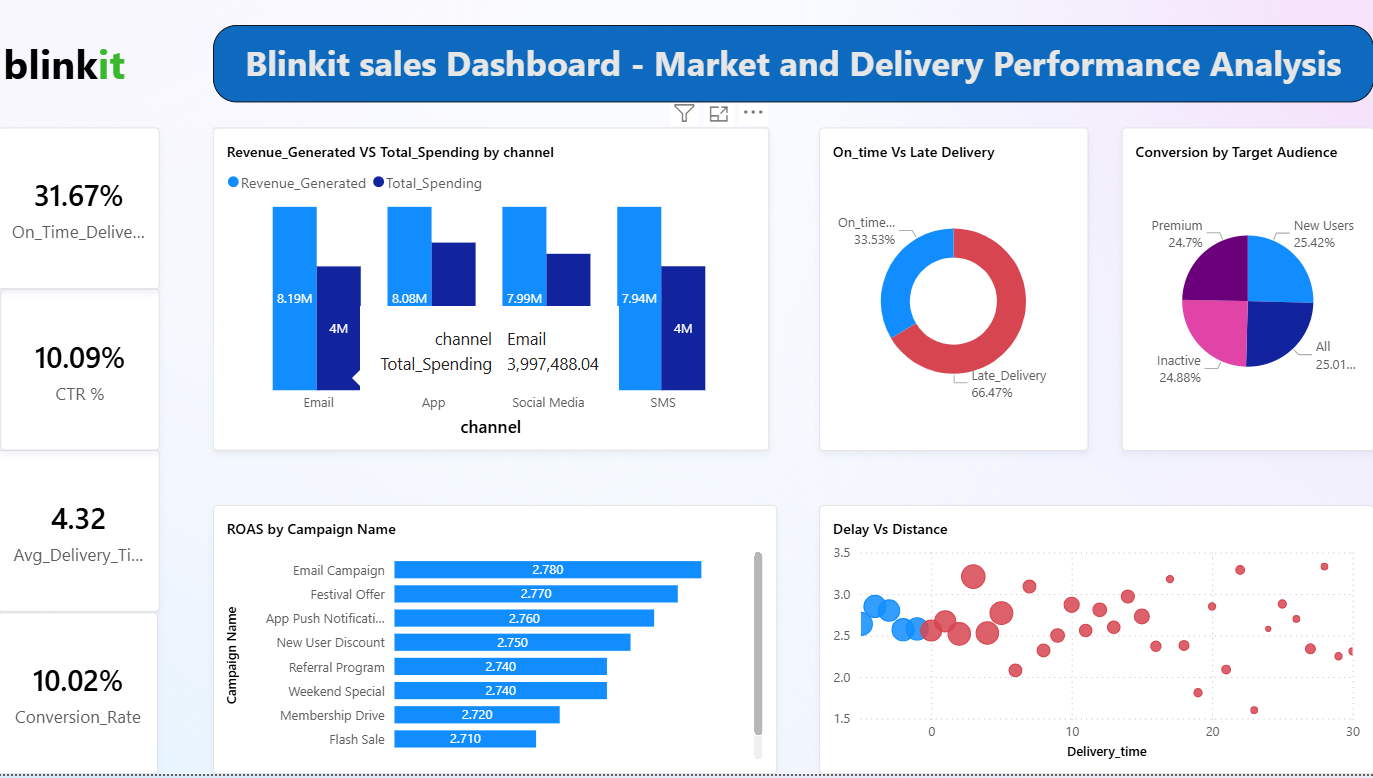 blinkit
Blinkit sales Dashboard - Market and Delivery Performance Analysis
31.67%
On_Time_Delive...
10.09%
CTR %
4.32
Avg_Delivery_Ti...
10.02%
Conversion_Rate
Revenue_Generated VS Total_Spending by channel
Revenue_Generated Total_Spending
8.19M
4M
8.08M
7.99M
7.94M
4M
channel Email
Total_Spending 3,997,488.04
Email App Social Media SMS
channel
On_time Vs Late Delivery
On_time...
33.53%
Late_Delivery
66.47%
Conversion by Target Audience
Premium
24.7%
New Users
25.42%
Inactive
24.88%
All
25.01...
ROAS by Campaign Name
Campaign Name
Email Campaign 2.780
Festival Offer 2.770
App Push Notificati... 2.760
New User Discount 2.750
Referral Program 2.740
Weekend Special 2.740
Membership Drive 2.720
Flash Sale 2.710
Delay Vs Distance
3.5
3.0
2.5
2.0
1.5
0 10 20 30
Delivery_time